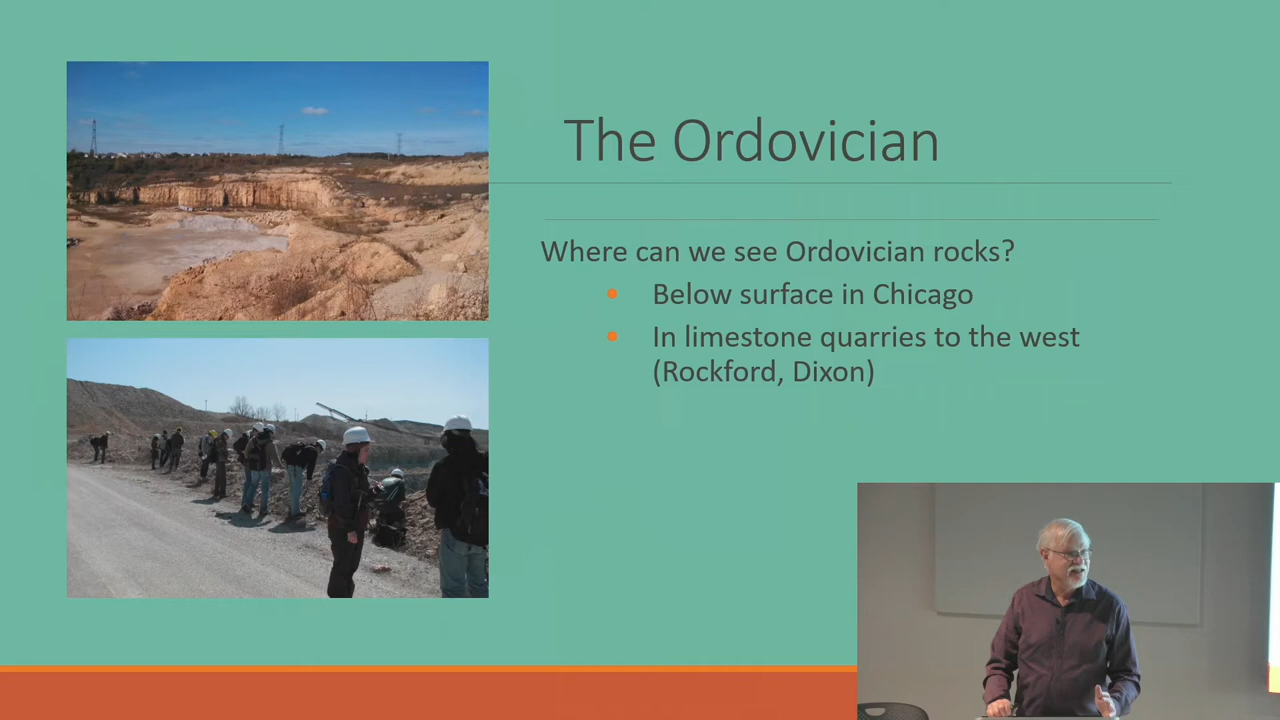 The Ordovician
Where can we see Ordovician rocks?
• Below surface in Chicago
• In limestone quarries to the west
(Rockford, Dixon)